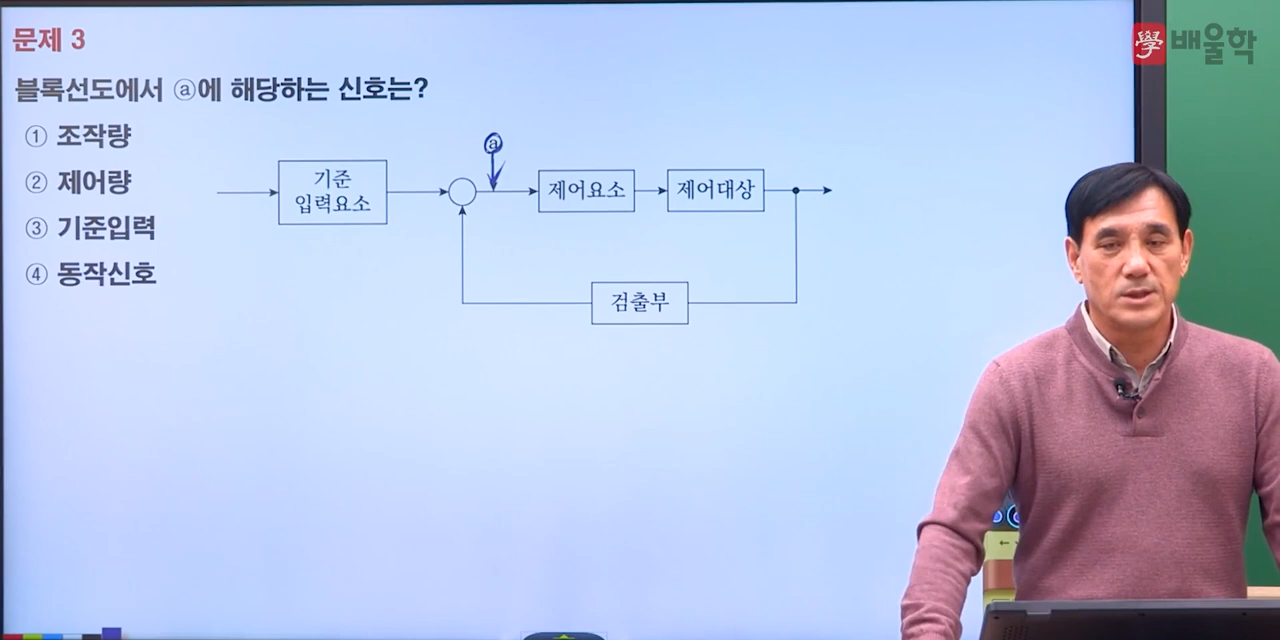 문제 3
學 배울학
블록선도에서 ⓐ에 해당하는 신호는?
① 조작량
② 제어량
③ 기준입력
④ 동작신호
ⓐ
기준
입력요소
제어요소
제어대상
검출부